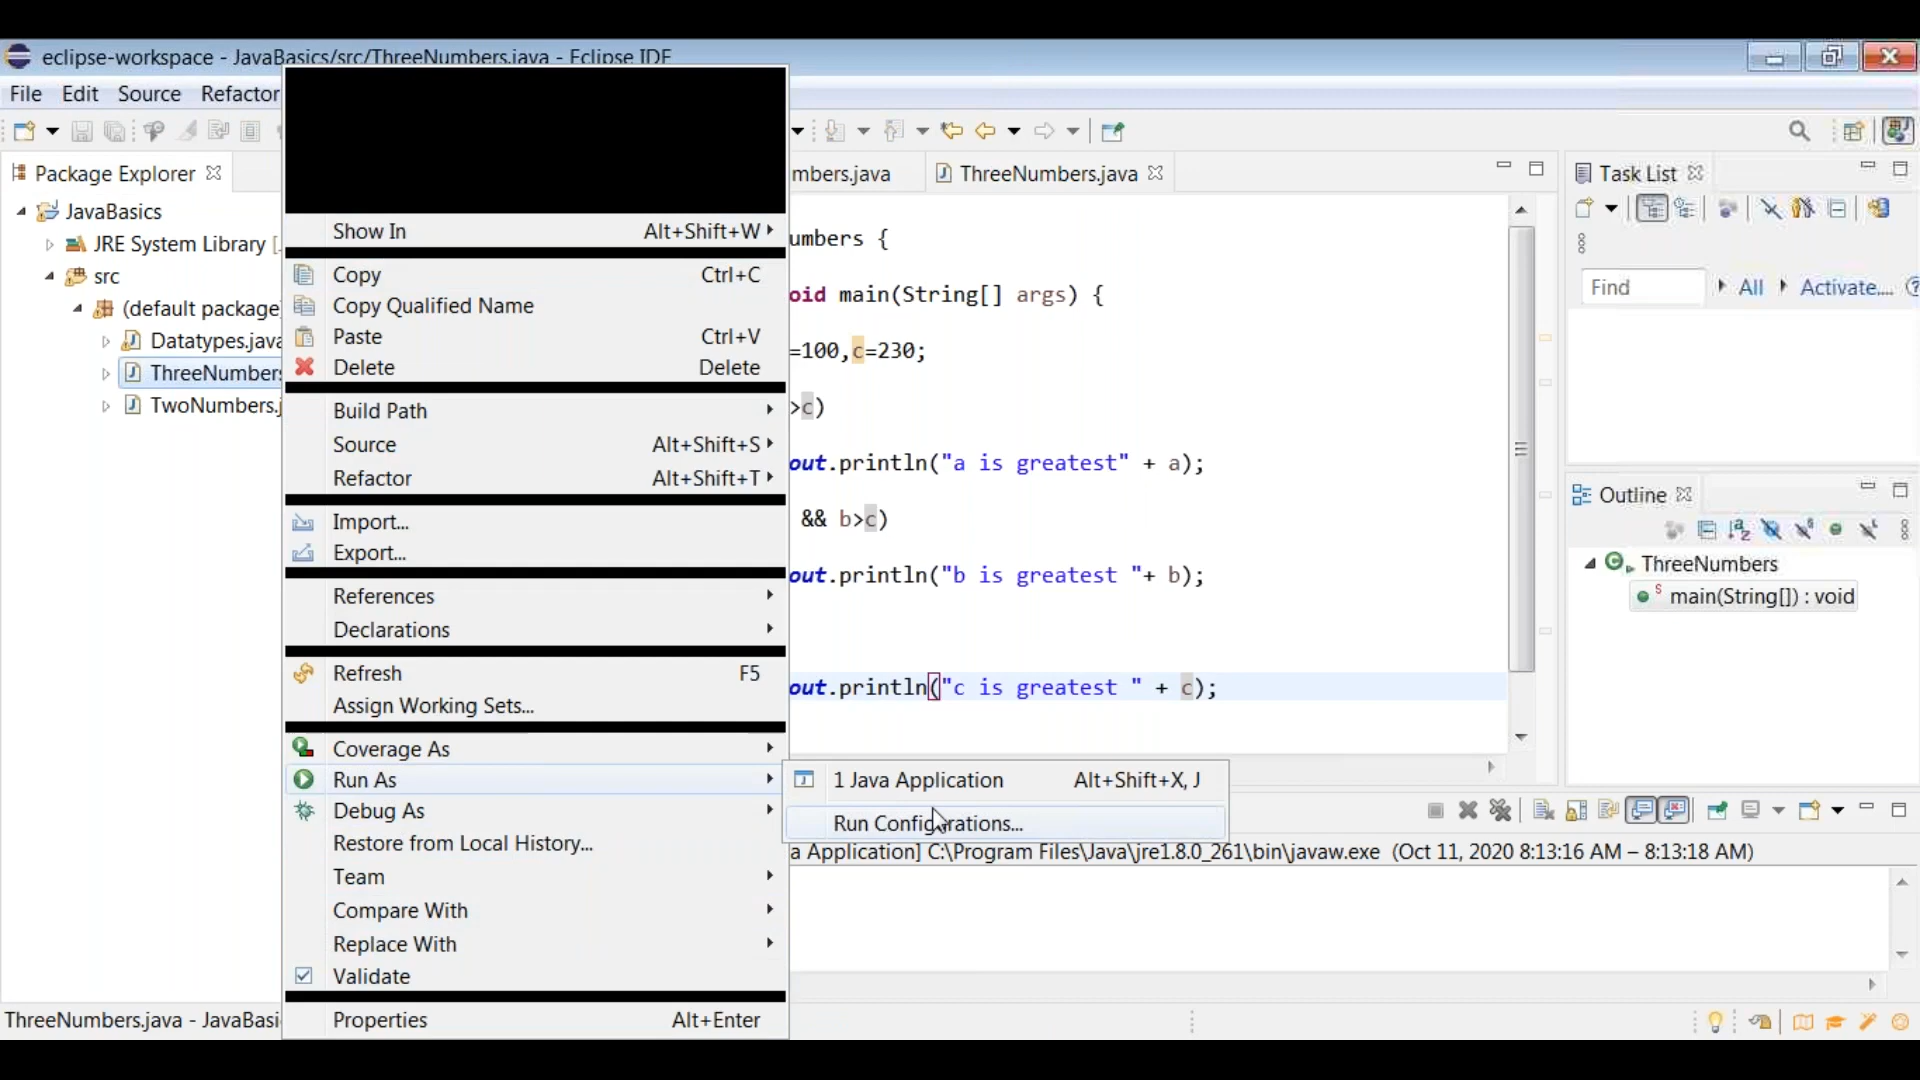 eclipse-workspace - JavaBasics/src/ThreeNumbers.java - Eclipse IDE
File Edit Source Refactor
Package Explorer
JavaBasics
JRE System Library [
src
(default package
Datatypes.java
ThreeNumbers
TwoNumbers.j
Show In Alt+Shift+W
Copy Ctrl+C
Copy Qualified Name
Paste Ctrl+V
Delete Delete
Build Path
Source Alt+Shift+S
Refactor Alt+Shift+T
Import...
Export...
References
Declarations
Refresh F5
Assign Working Sets...
Coverage As
Run As
Debug As
Restore from Local History...
Team
Compare With
Replace With
Validate
Properties Alt+Enter
1 Java Application Alt+Shift+X, J
Run Configurations...
mbers.java ThreeNumbers.java
umbers {
oid main(String[] args) {
=100,c=230;
>c)
out.println("a is greatest" + a);
&& b>c)
out.println("b is greatest "+ b);
out.println("c is greatest " + c);
a Application] C:\Program Files\Java\jre1.8.0_261\bin\javaw.exe (Oct 11, 2020 8:13:16 AM – 8:13:18 AM)
Task List
Find All Activate...
Outline
ThreeNumbers
main(String[]) : void
ThreeNumbers.java - JavaBasi